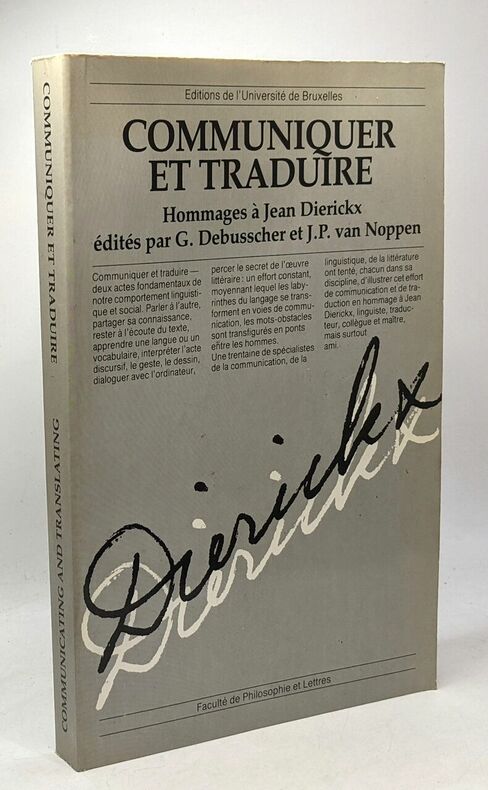 COMMUNIQUER ET TRADUIRE
COMMUNICATING AND TRANSLATING
Editions de l'Université de Bruxelles
COMMUNIQUER
ET TRADUIRE
Hommages à Jean Dierickx
édités par G. Debusscher et J.P. van Noppen
Communiquer et traduire —
deux actes fondamentaux de
notre comportement linguisti-
que et social. Parler à l'autre,
partager sa connaissance,
rester à l'écoute du texte,
apprendre une langue ou un
vocabulaire, interpréter l'acte
discursif, le geste, le dessin,
dialoguer avec l'ordinateur,
percer le secret de l'œuvre
littéraire : un effort constant,
moyennant lequel les laby-
rinthes du langage se trans-
forment en voies de commu-
nication, les mots-obstacles
sont transfigurés en ponts
entre les hommes.
Une trentaine de spécialistes
de la communication, de la
linguistique, de la littérature
ont tenté, chacun dans sa
discipline, d'illustrer cet effort
de communication et de tra-
duction en hommage à Jean
Dierickx, linguiste, traduc-
teur, collègue et maître,
mais surtout
ami.
Dierickx
Dierickx
Faculté de Philosophie et Lettres